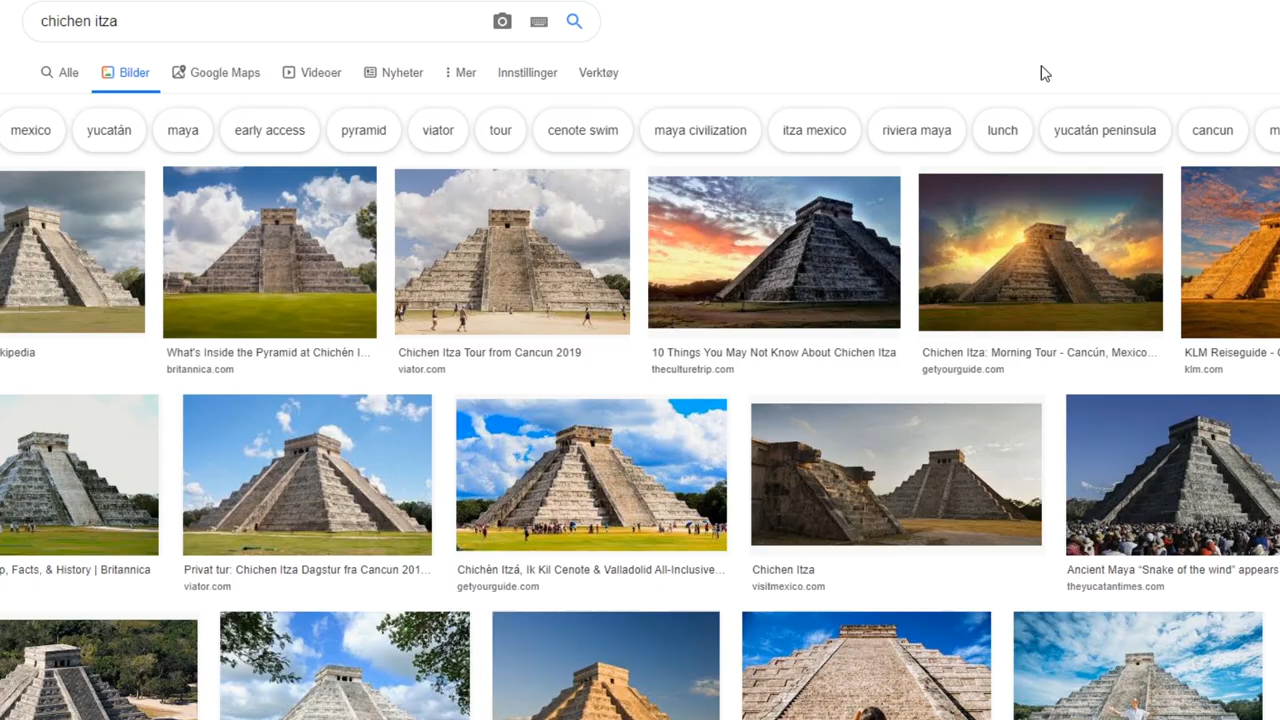 chichen itza
Alle Bilder Google Maps Videoer Nyheter Mer Innstillinger Verktøy
mexico yucatán maya early access pyramid viator tour cenote swim maya civilization itza mexico riviera maya lunch yucatán peninsula cancun m
kipedia What's Inside the Pyramid at Chichén I... Chichen Itza Tour from Cancun 2019 10 Things You May Not Know About Chichen Itza Chichen Itza: Morning Tour - Cancún, Mexico... KLM Reiseguide -
britannica.com viator.com theculturetrip.com getyourguide.com klm.com
p, Facts, & History | Britannica Privat tur: Chichen Itza Dagstur fra Cancun 201... Chichén Itzá, Ik Kil Cenote & Valladolid All-Inclusive... Chichen Itza Ancient Maya “Snake of the wind” appears
viator.com getyourguide.com visitmexico.com theyucatantimes.com